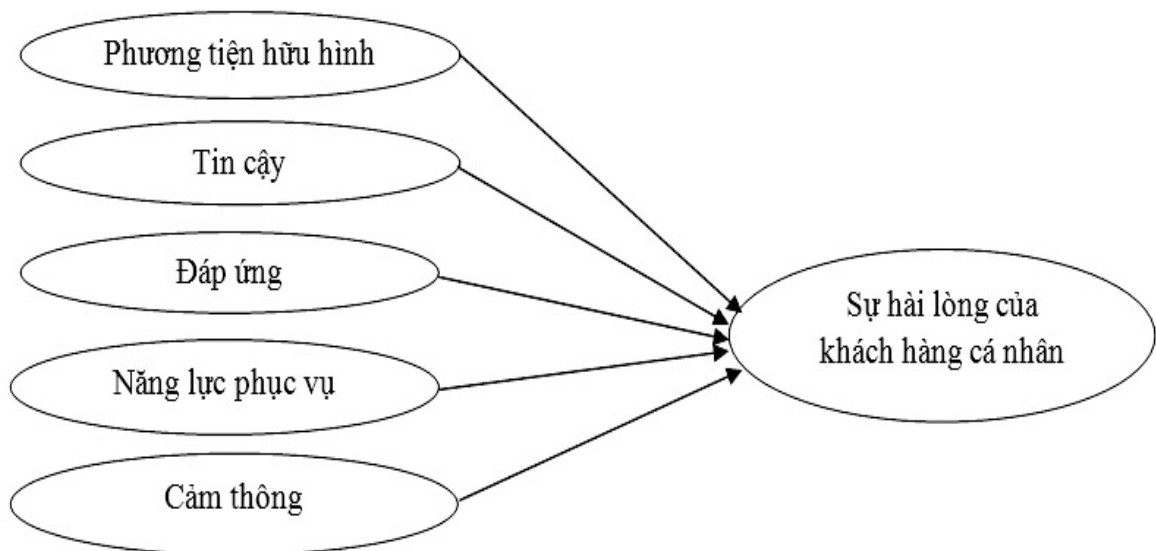 Phương tiện hữu hình
Tin cậy
Đáp ứng
Năng lực phục vụ
Cảm thông
Sự hài lòng của
khách hàng cá nhân